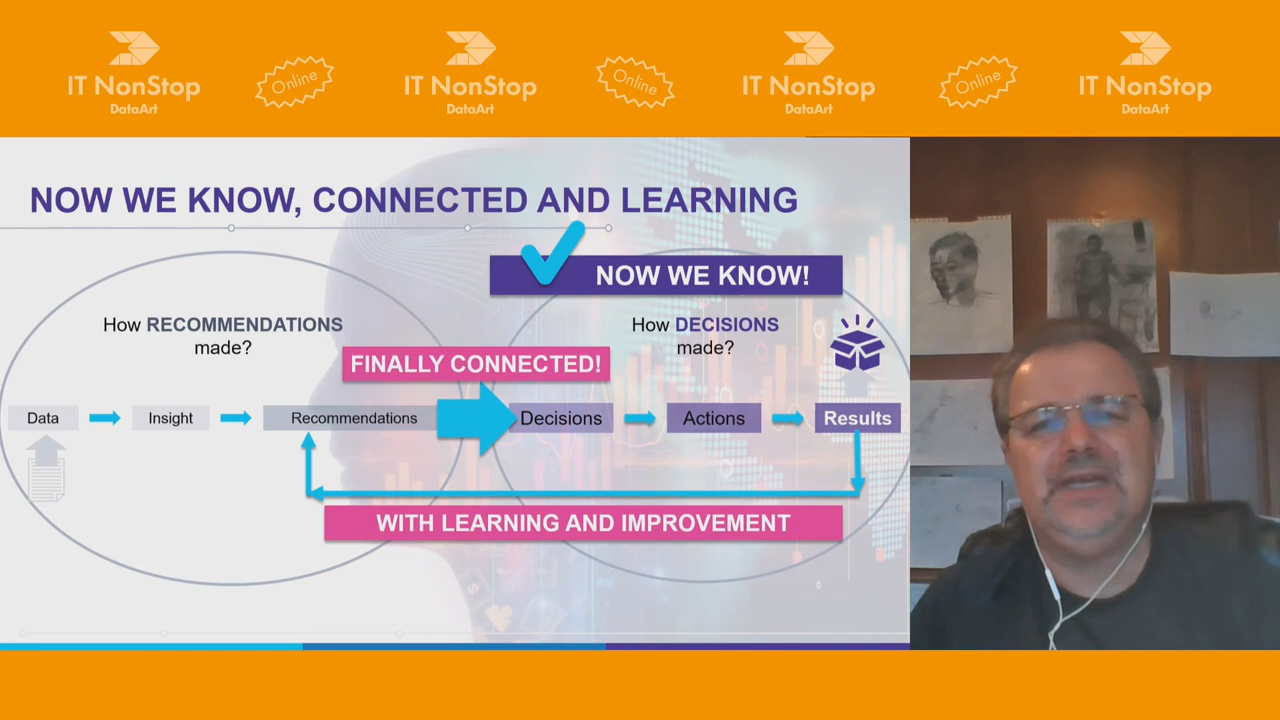 IT NonStop
DataArt
Online
IT NonStop
DataArt
Online
IT NonStop
DataArt
Online
IT NonStop
DataArt
NOW WE KNOW, CONNECTED AND LEARNING
NOW WE KNOW!
How RECOMMENDATIONS
made?
How DECISIONS
made?
FINALLY CONNECTED!
Data
Insight
Recommendations
Decisions
Actions
Results
WITH LEARNING AND IMPROVEMENT